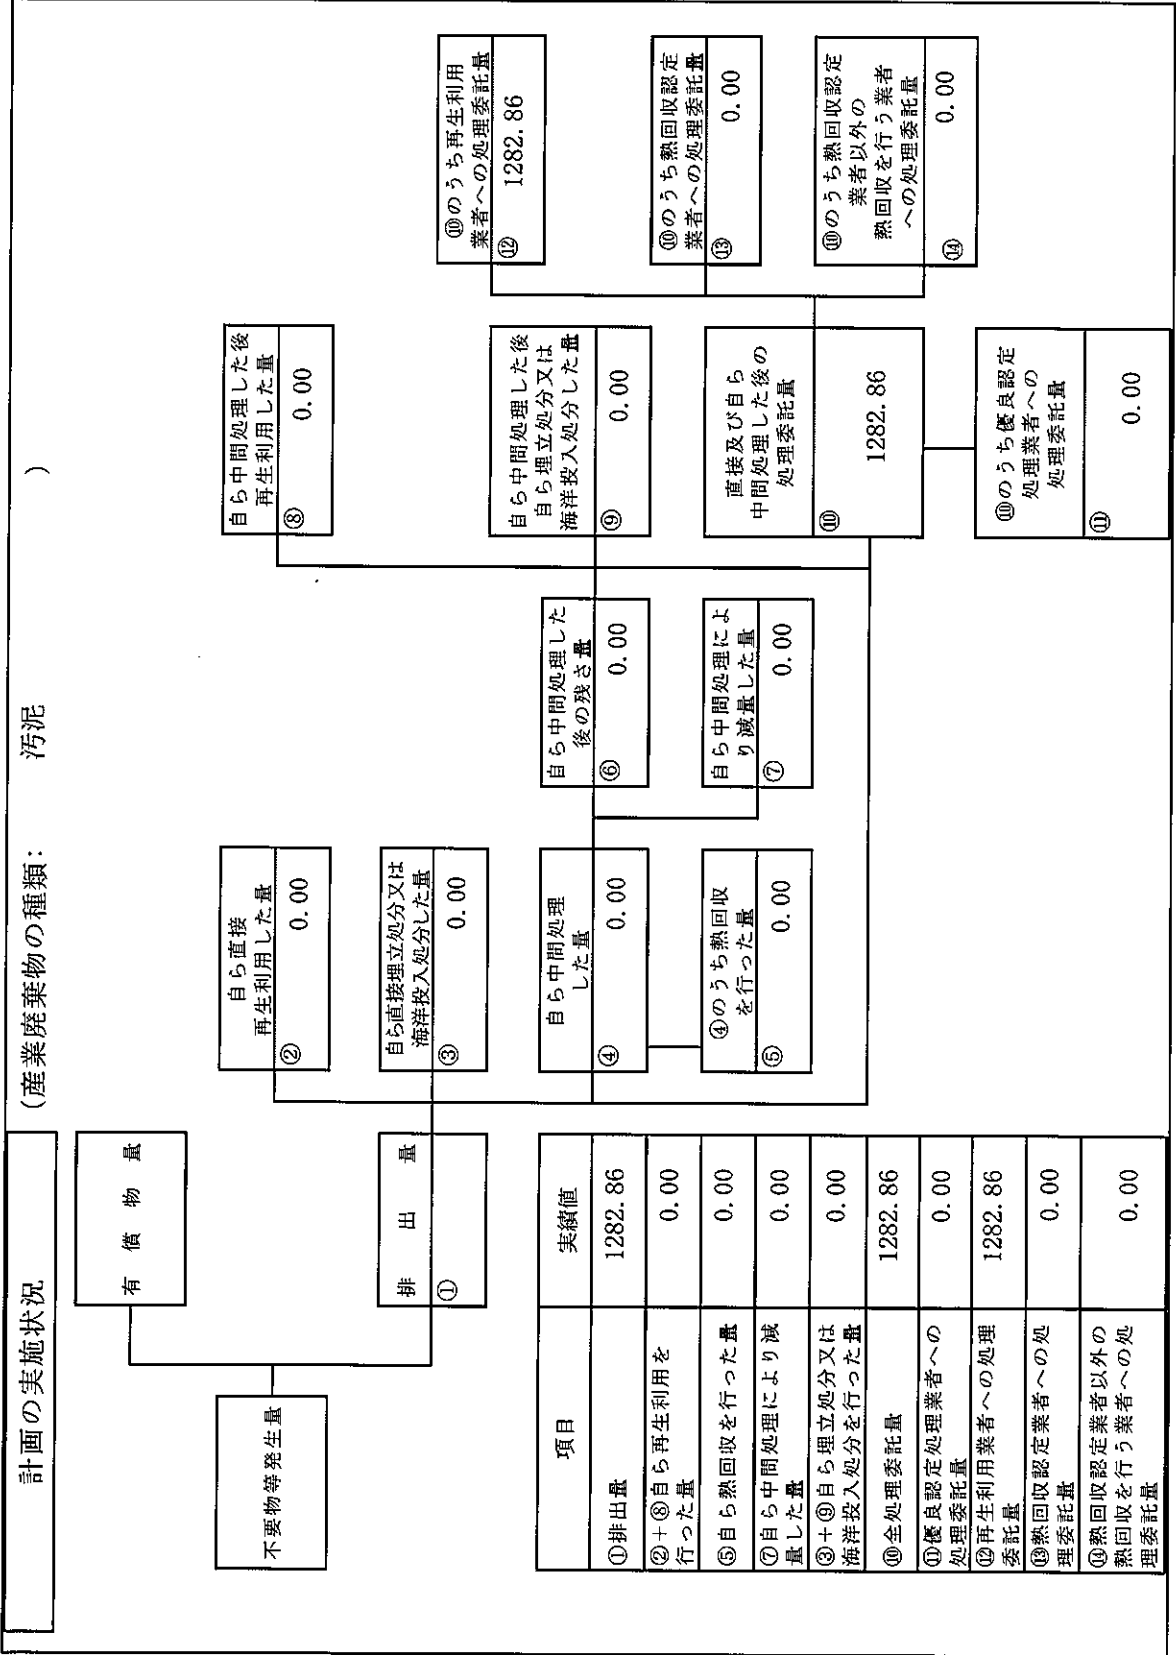 計画の実施状況
(産業廃棄物の種類: 汚泥 )
有償物量
不要物等発生量
排出量
①
自ら直接
再生利用した量
② 0.00
自ら直接埋立処分又は
海洋投入処分した量
③ 0.00
自ら中間処理
した量
④ 0.00
④のうち熱回収
を行った量
⑤ 0.00
自ら中間処理した
後の残さ量
⑥ 0.00
自ら中間処理によ
り減量した量
⑦ 0.00
自ら中間処理した後
再生利用した量
⑧ 0.00
自ら中間処理した後
自ら埋立処分又は
海洋投入処分した量
⑨ 0.00
直接及び自ら
中間処理した後の
処理委託量
⑩ 1282.86
⑩のうち優良認定
処理業者への
処理委託量
⑪ 0.00
⑩のうち再生利用
業者への処理委託量
⑫ 1282.86
⑩のうち熱回収認定
業者への処理委託量
⑬ 0.00
⑩のうち熱回収認定
業者以外の
熱回収を行う業者
への処理委託量
⑭ 0.00
項目 実績値
①排出量 1282.86
②+⑧自ら再生利用を
行った量 0.00
⑤自ら熱回収を行った量 0.00
⑦自ら中間処理により減
量した量 0.00
③+⑨自ら埋立処分又は
海洋投入処分を行った量 0.00
⑩全処理委託量 1282.86
⑪優良認定処理業者への
処理委託量 0.00
⑫再生利用業者への処理
委託量 1282.86
⑬熱回収認定業者への処
理委託量 0.00
⑭熱回収認定業者以外の
熱回収を行う業者への処
理委託量 0.00